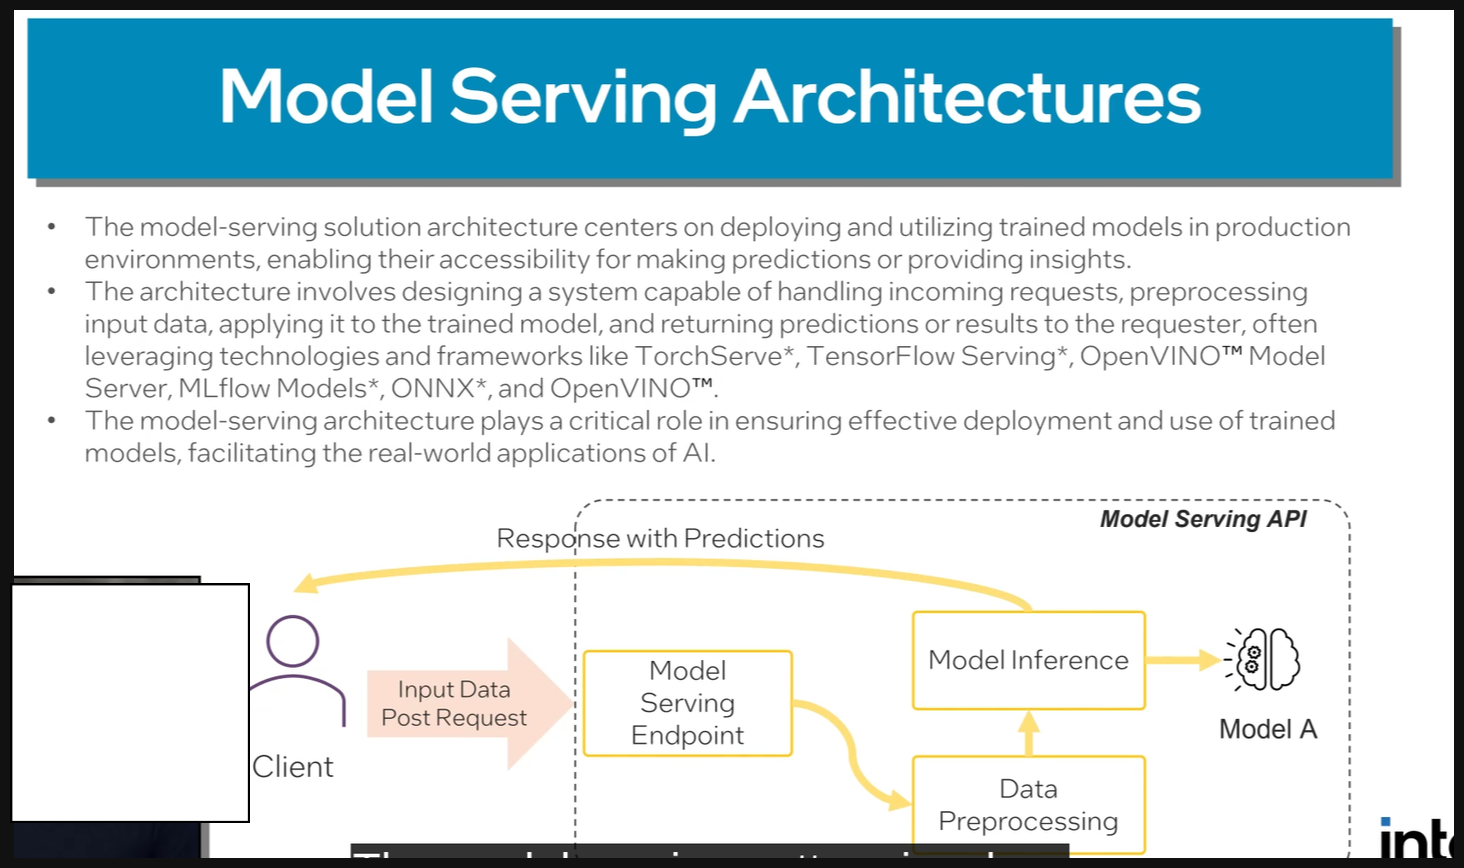 Model Serving Architectures
• The model-serving solution architecture centers on deploying and utilizing trained models in production
environments, enabling their accessibility for making predictions or providing insights.
• The architecture involves designing a system capable of handling incoming requests, preprocessing
input data, applying it to the trained model, and returning predictions or results to the requester, often
leveraging technologies and frameworks like TorchServe*, TensorFlow Serving*, OpenVINO™ Model
Server, MLflow Models*, ONNX*, and OpenVINO™.
• The model-serving architecture plays a critical role in ensuring effective deployment and use of trained
models, facilitating the real-world applications of AI.
Model Serving API
Response with Predictions
Input Data
Post Request
Client
Model
Serving
Endpoint
Model Inference
Model A
Data
Preprocessing